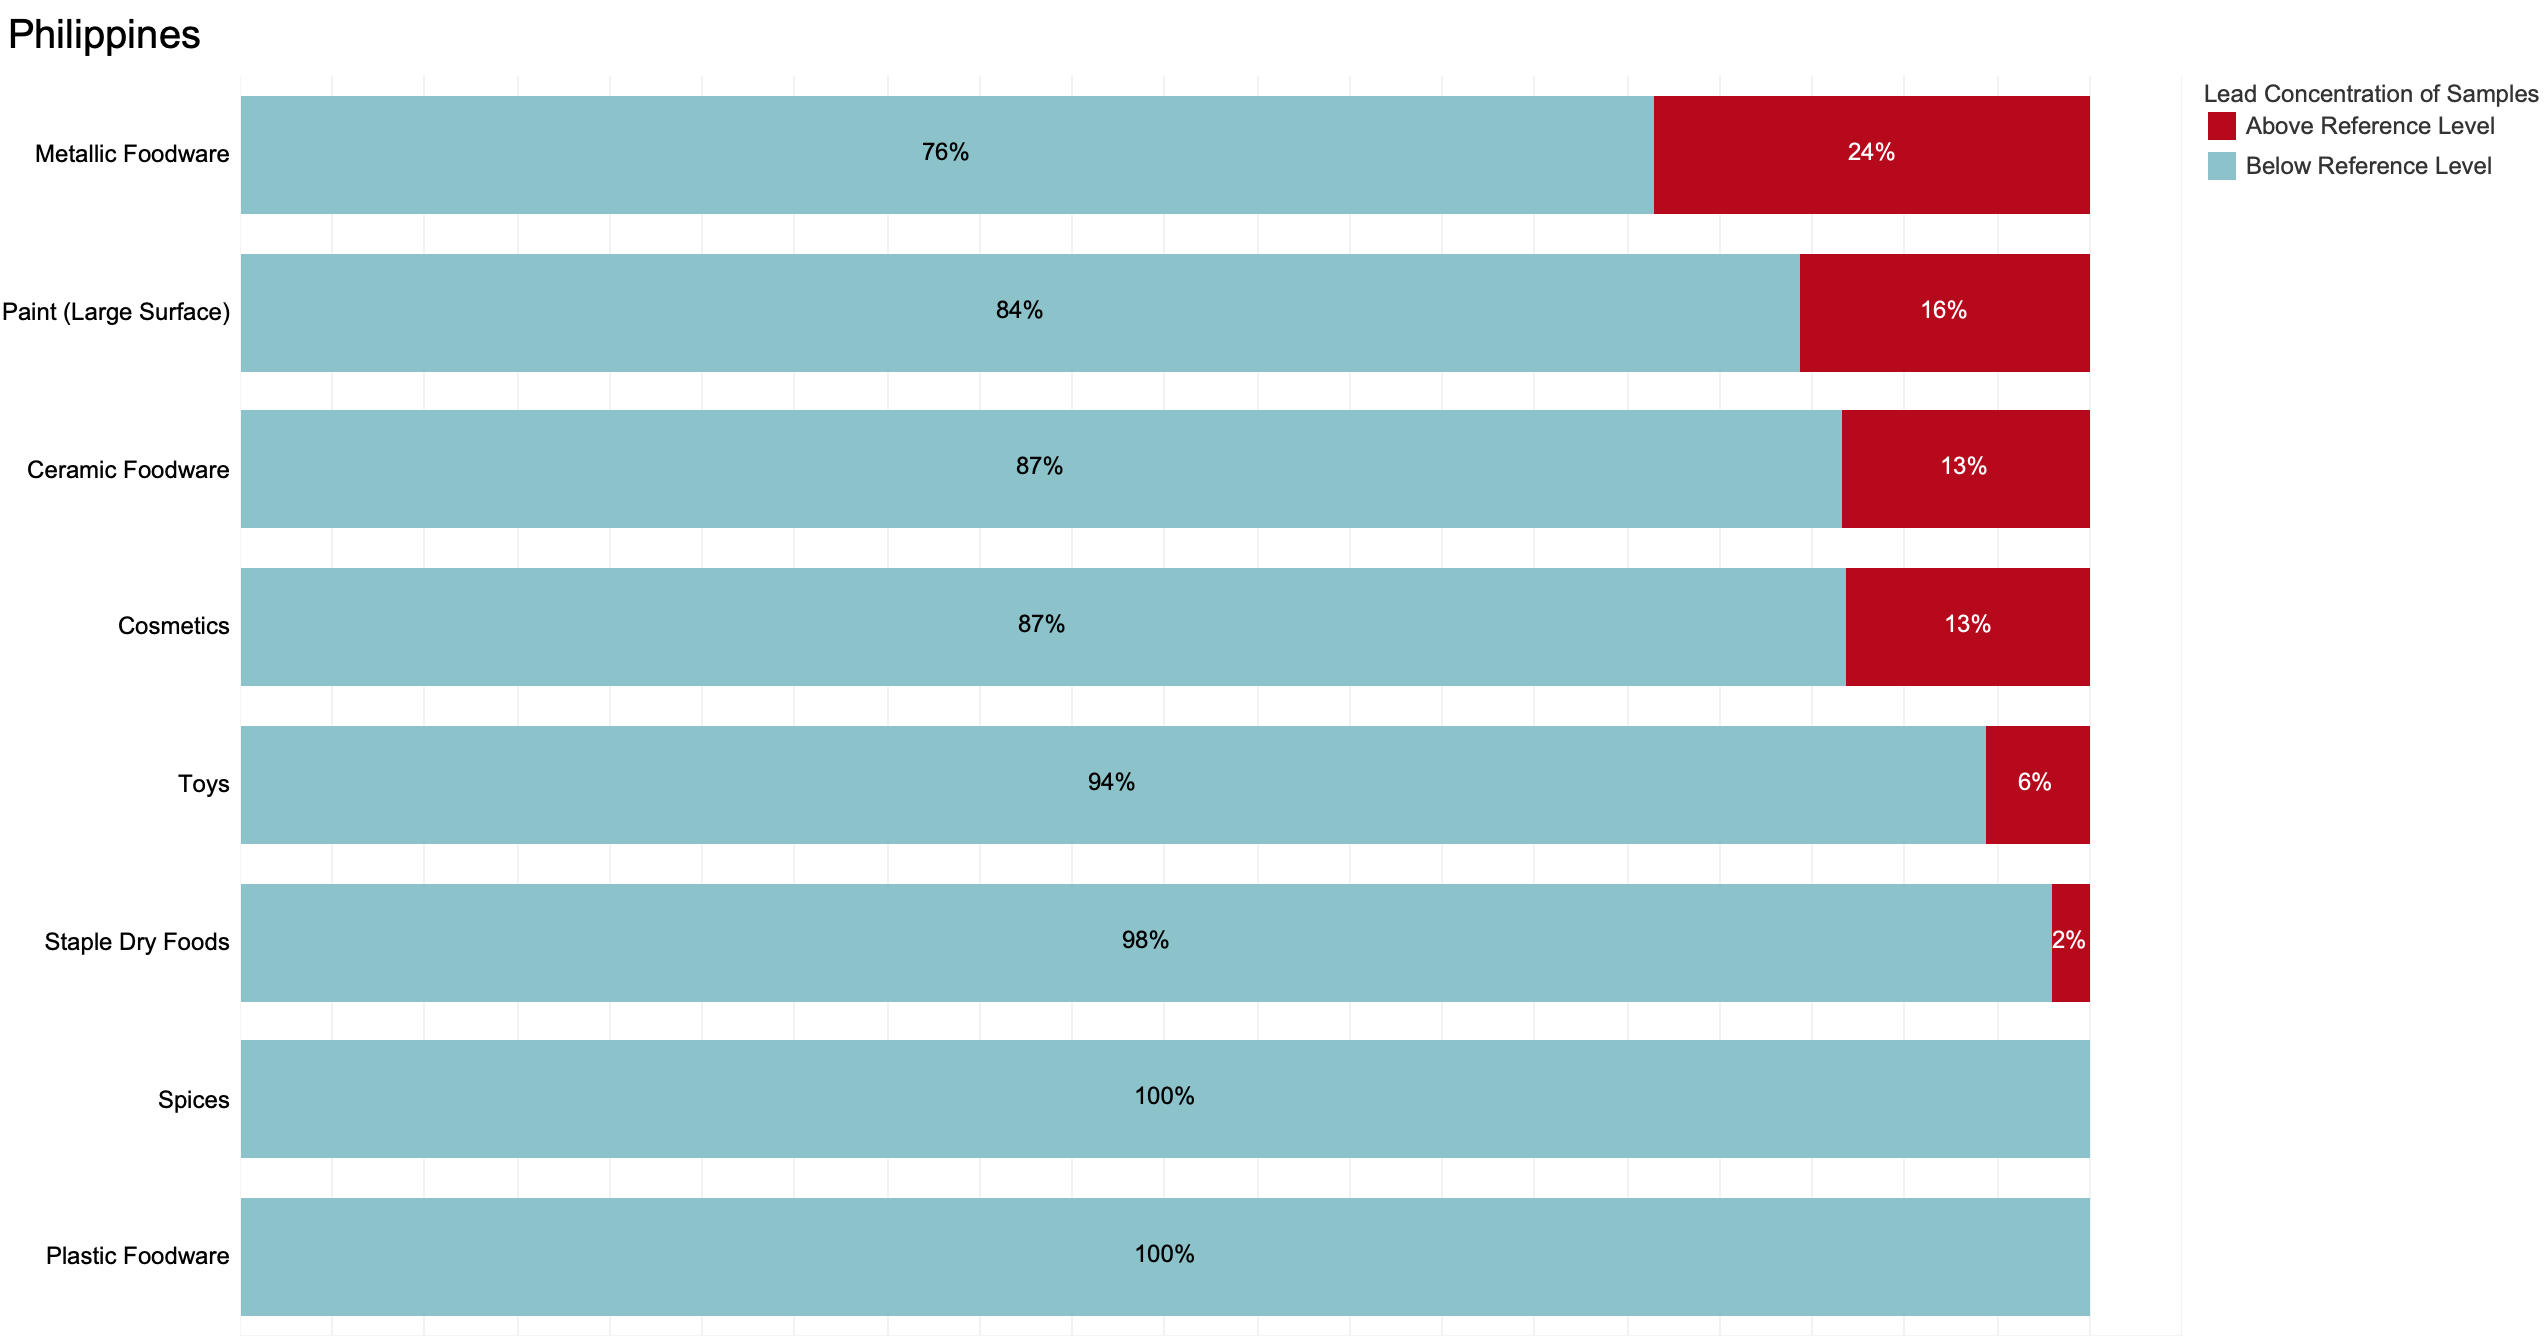 Philippines
Lead Concentration of Samples
Above Reference Level
Below Reference Level
Metallic Foodware 76% 24%
Paint (Large Surface) 84% 16%
Ceramic Foodware 87% 13%
Cosmetics 87% 13%
Toys 94% 6%
Staple Dry Foods 98% 2%
Spices 100%
Plastic Foodware 100%